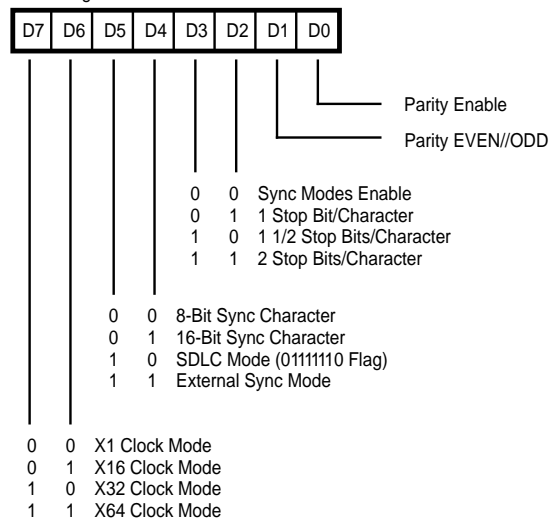 D7 D6 D5 D4 D3 D2 D1 D0
Parity Enable
Parity EVEN//ODD
0 0 Sync Modes Enable
0 1 1 Stop Bit/Character
1 0 1 1/2 Stop Bits/Character
1 1 2 Stop Bits/Character
0 0 8-Bit Sync Character
0 1 16-Bit Sync Character
1 0 SDLC Mode (01111110 Flag)
1 1 External Sync Mode
0 0 X1 Clock Mode
0 1 X16 Clock Mode
1 0 X32 Clock Mode
1 1 X64 Clock Mode